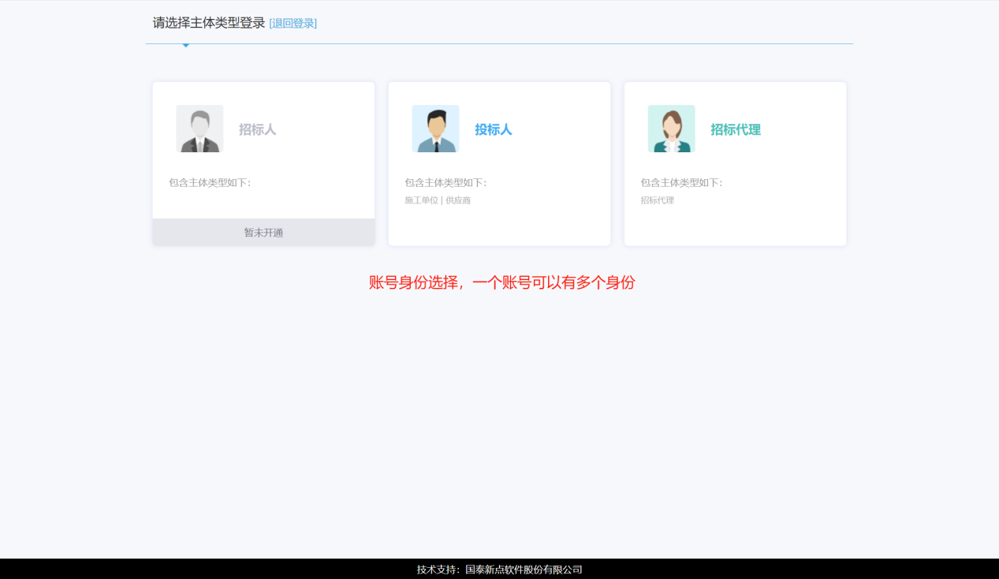 请选择主体类型登录 [退回登录]
招标人
包含主体类型如下：
暂未开通
投标人
包含主体类型如下：
施工单位 | 供应商
招标代理
包含主体类型如下：
招标代理
账号身份选择，一个账号可以有多个身份
技术支持：国泰新点软件股份有限公司